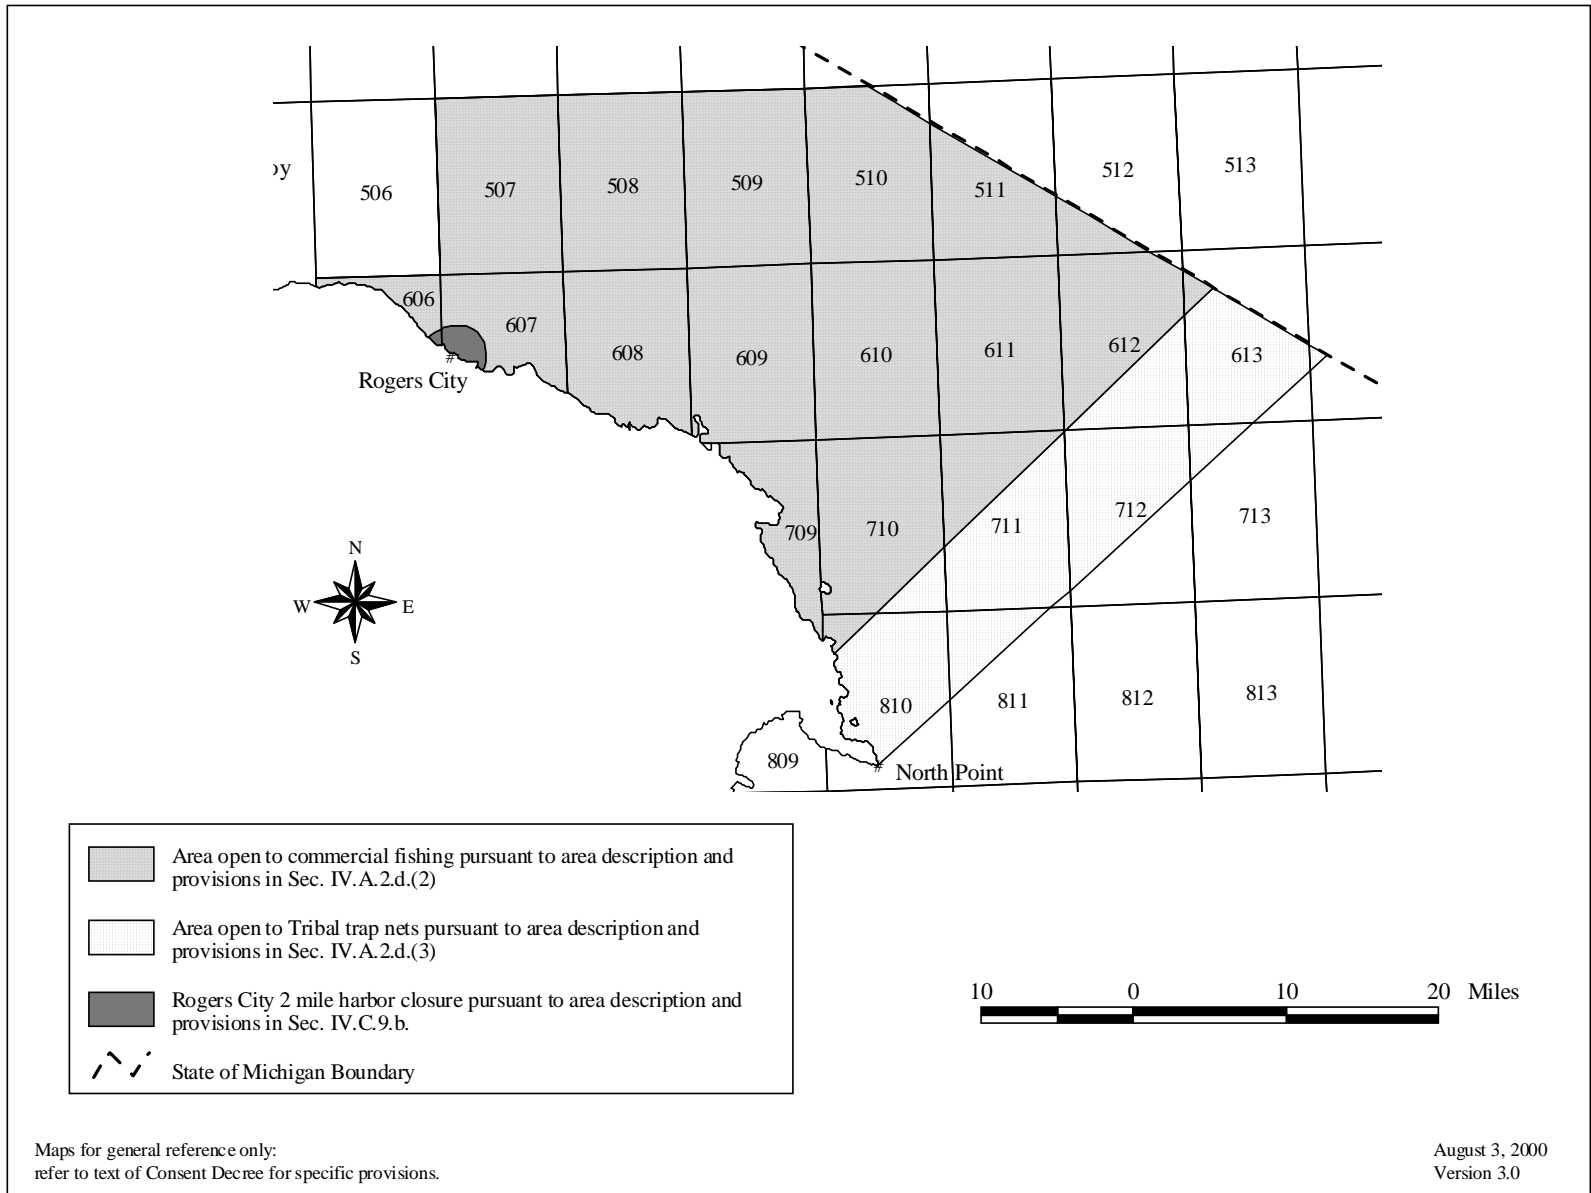 512
513
oy
506
507
508
509
510
511
606
607
608
609
610
611
612
613
Rogers City
709
710
711
712
713
N
W
E
S
810
811
812
813
809
North Point
Area open to commercial fishing pursuant to area description and
provisions in Sec. IV.A.2.d.(2)
Area open to Tribal trap nets pursuant to area description and
provisions in Sec. IV.A.2.d.(3)
Rogers City 2 mile harbor closure pursuant to area description and
provisions in Sec. IV.C.9.b.
State of Michigan Boundary
10 0 10 20 Miles
Maps for general reference only:
refer to text of Consent Decree for specific provisions.
August 3, 2000
Version 3.0